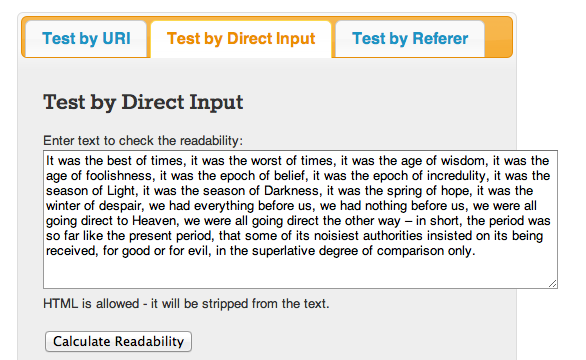 Test by URI Test by Direct Input Test by Referer
Test by Direct Input
Enter text to check the readability:
It was the best of times, it was the worst of times, it was the age of wisdom, it was the
age of foolishness, it was the epoch of belief, it was the epoch of incredulity, it was the
season of Light, it was the season of Darkness, it was the spring of hope, it was the
winter of despair, we had everything before us, we had nothing before us, we were all
going direct to Heaven, we were all going direct the other way – in short, the period was
so far like the present period, that some of its noisiest authorities insisted on its being
received, for good or for evil, in the superlative degree of comparison only.
HTML is allowed - it will be stripped from the text.
Calculate Readability